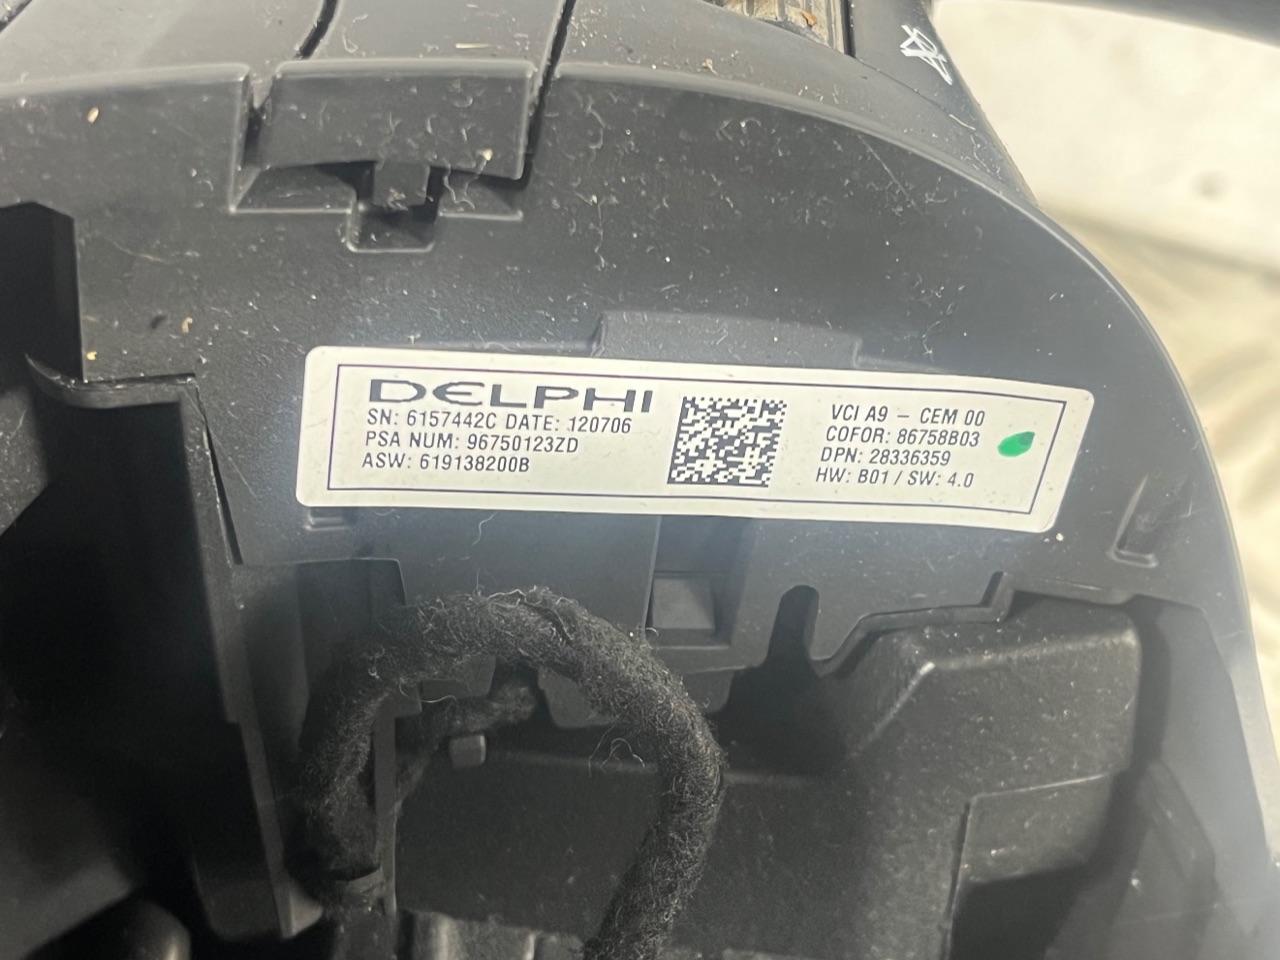 DELPHI
SN: 6157442C DATE: 120706
PSA NUM: 96750123ZD
ASW: 619138200B
VCI A9 - CEM 00
COFOR: 86758B03
DPN: 28336359
HW: B01 / SW: 4.0